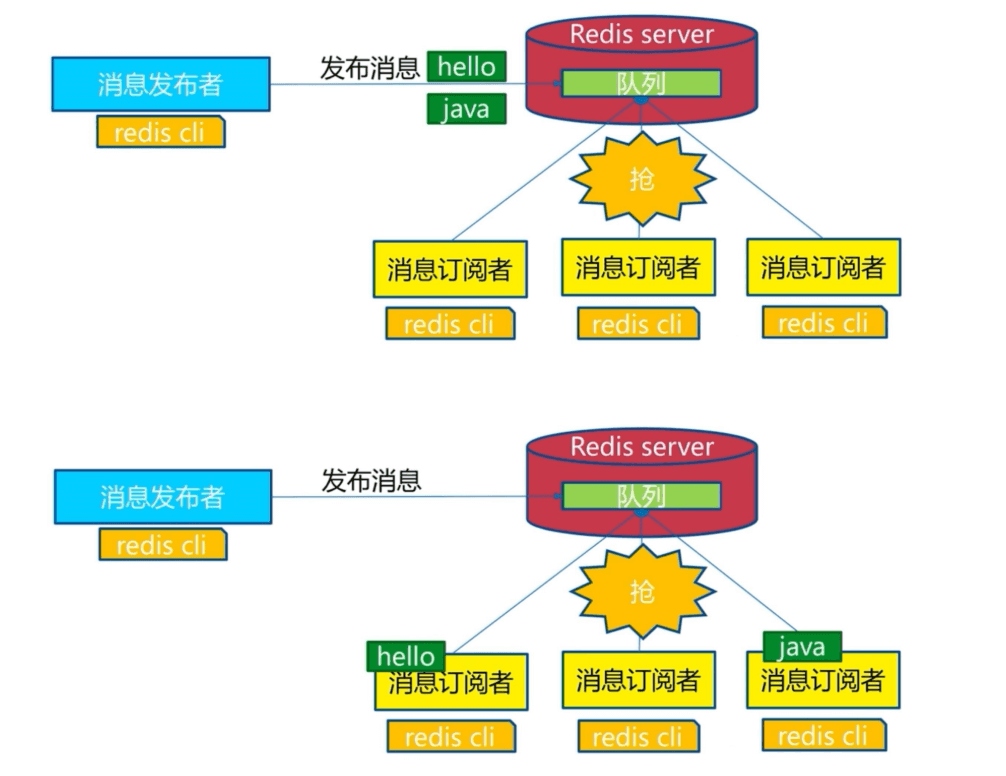 Redis server
消息发布者
发布消息
hello
队列
java
redis cli
抢
消息订阅者
消息订阅者
消息订阅者
redis cli
redis cli
redis cli
Redis server
消息发布者
发布消息
队列
redis cli
抢
hello
java
消息订阅者
消息订阅者
消息订阅者
redis cli
redis cli
redis cli